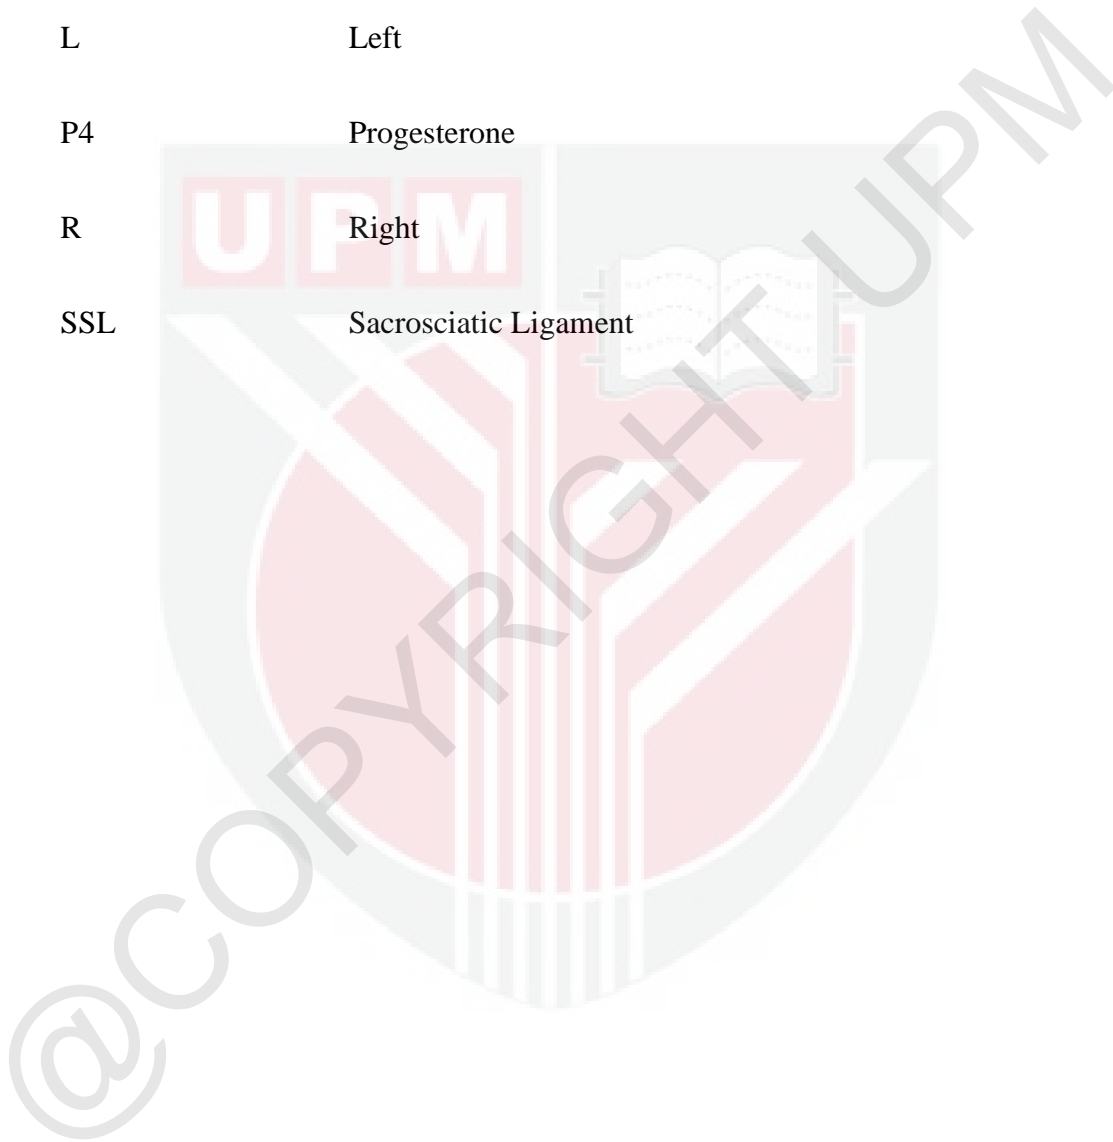 L Left
P4 Progesterone
R Right
SSL Sacrosciatic Ligament
UPM
@COPYRIGHT UPM